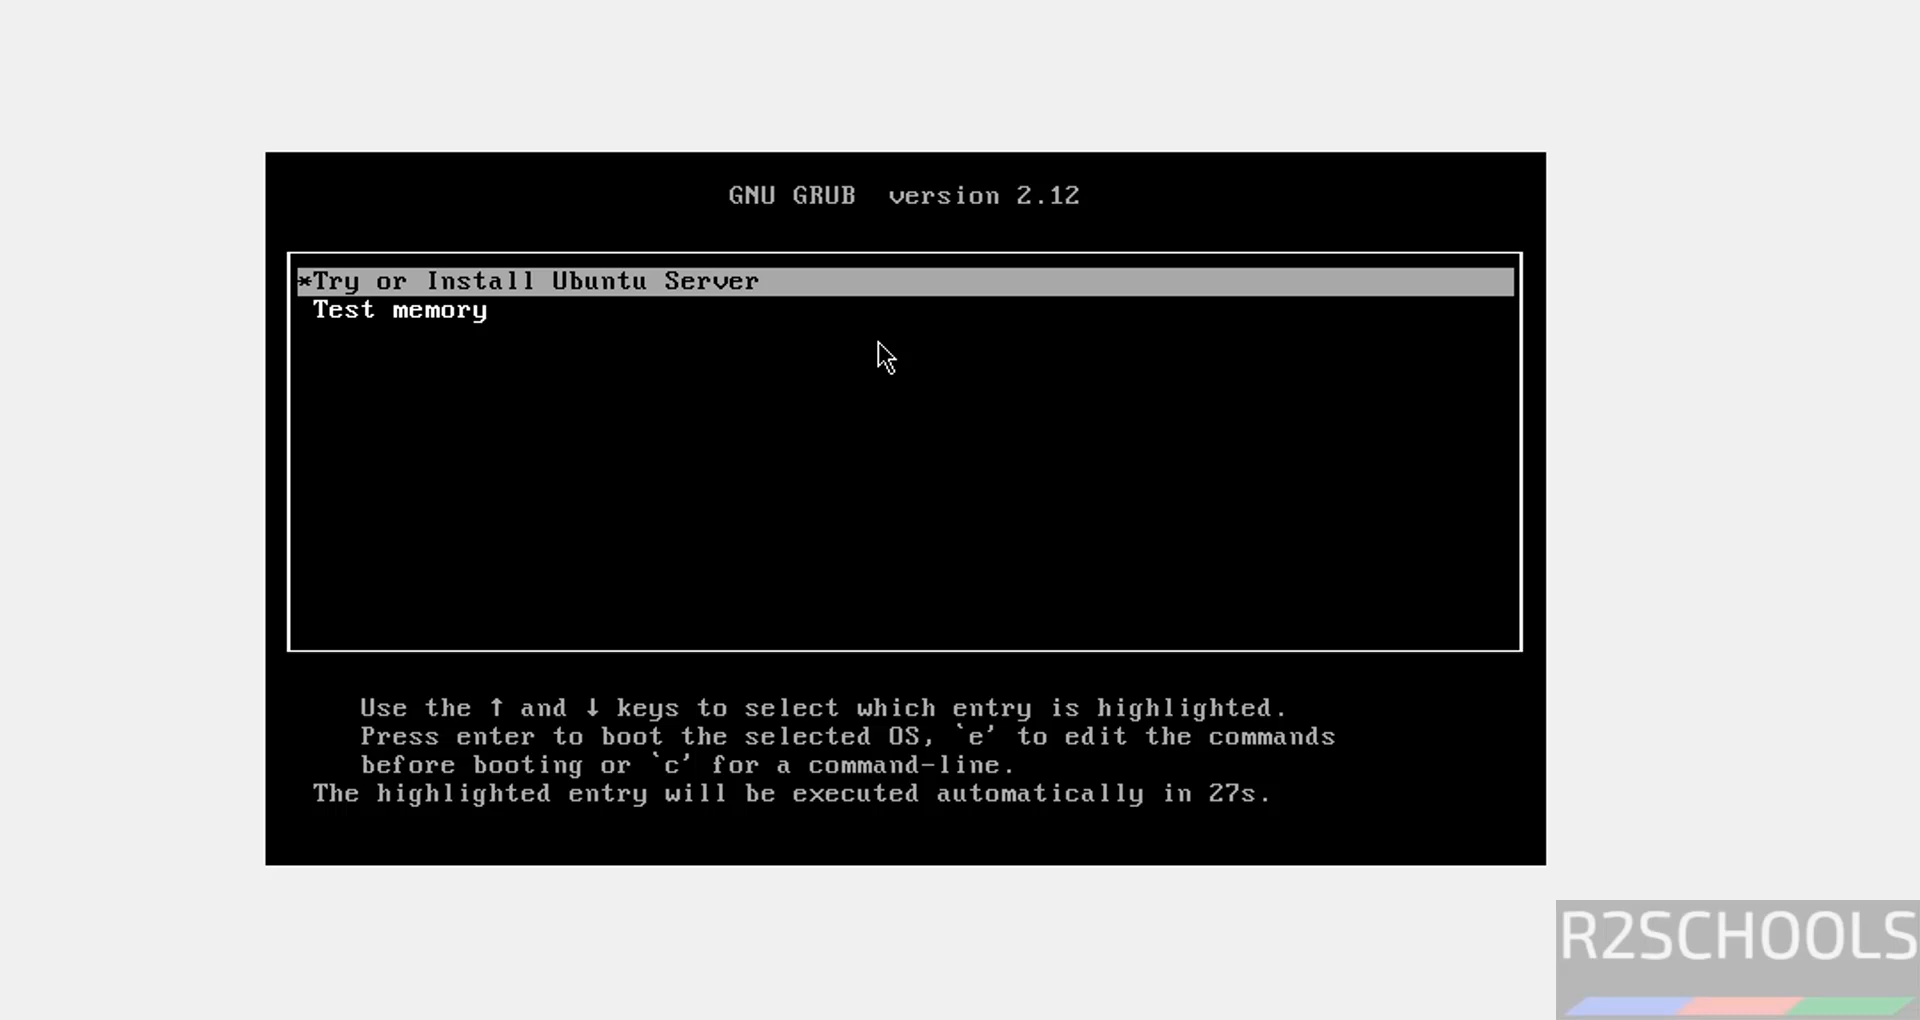 GNU GRUB  version 2.12
*Try or Install Ubuntu Server
Test memory
Use the ↑ and ↓ keys to select which entry is highlighted.
Press enter to boot the selected OS, `e' to edit the commands
before booting or `c' for a command-line.
The highlighted entry will be executed automatically in 27s.
R2SCHOOLS